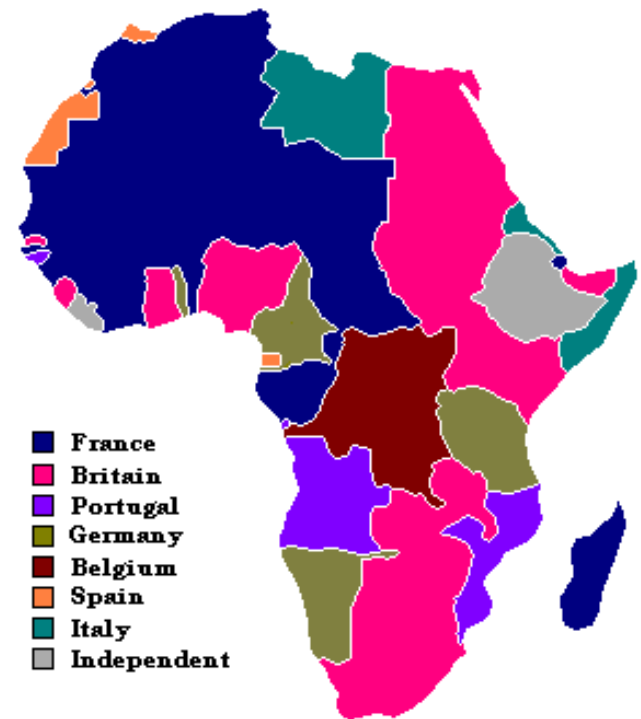 France
Britain
Portugal
Germany
Belgium
Spain
Italy
Independent